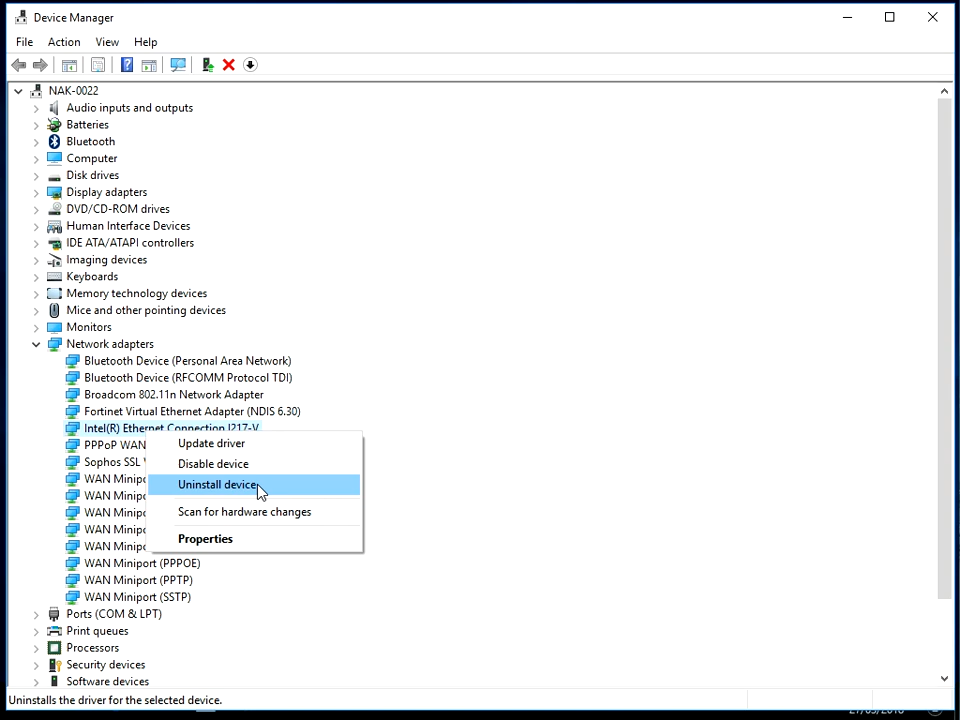 Device Manager
File Action View Help
NAK-0022
Audio inputs and outputs
Batteries
Bluetooth
Computer
Disk drives
Display adapters
DVD/CD-ROM drives
Human Interface Devices
IDE ATA/ATAPI controllers
Imaging devices
Keyboards
Memory technology devices
Mice and other pointing devices
Monitors
Network adapters
Bluetooth Device (Personal Area Network)
Bluetooth Device (RFCOMM Protocol TDI)
Broadcom 802.11n Network Adapter
Fortinet Virtual Ethernet Adapter (NDIS 6.30)
Intel(R) Ethernet Connection I217-V
PPPoP WAN
Sophos SSL
WAN Minipo
WAN Minipo
WAN Minipo
WAN Minipo
WAN Minipo
WAN Miniport (PPPOE)
WAN Miniport (PPTP)
WAN Miniport (SSTP)
Ports (COM & LPT)
Print queues
Processors
Security devices
Software devices
Update driver
Disable device
Uninstall device
Scan for hardware changes
Properties
Uninstalls the driver for the selected device.